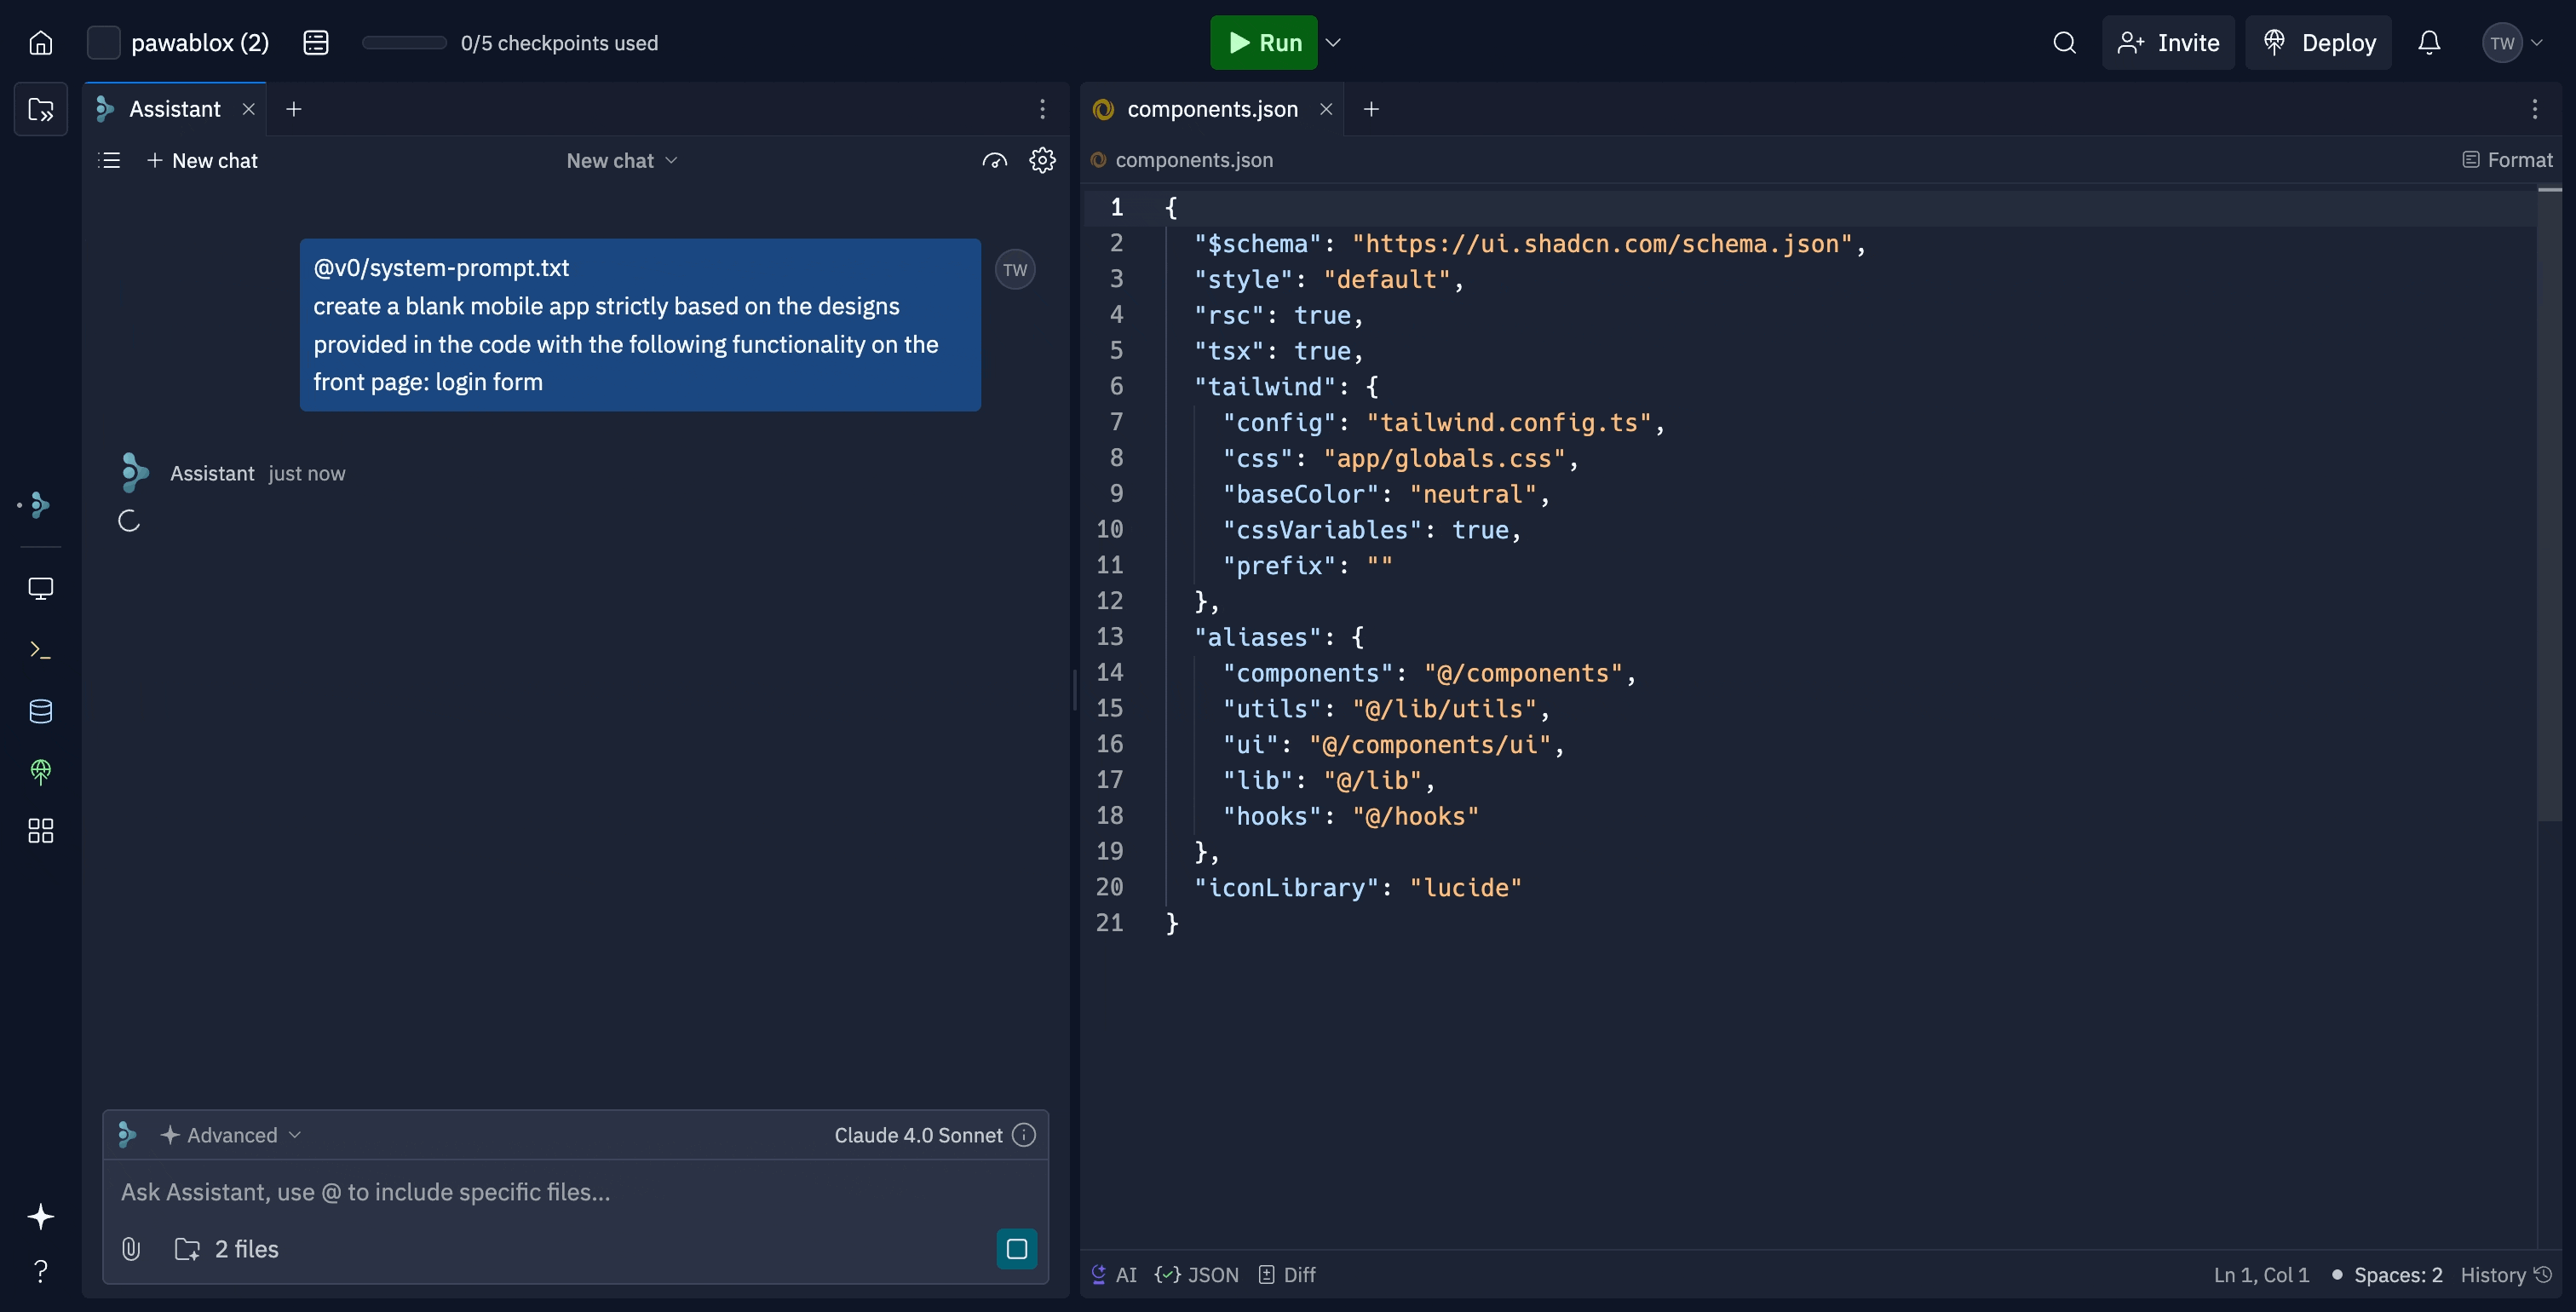 pawablox (2)
0/5 checkpoints used
Run
Invite
Deploy
TW
Assistant
New chat
New chat
@v0/system-prompt.txt
create a blank mobile app strictly based on the designs
provided in the code with the following functionality on the
front page: login form
TW
Assistant just now
Advanced
Claude 4.0 Sonnet
Ask Assistant, use @ to include specific files...
2 files
components.json
components.json
Format
1 {
2 "$schema": "https://ui.shadcn.com/schema.json",
3 "style": "default",
4 "rsc": true,
5 "tsx": true,
6 "tailwind": {
7 "config": "tailwind.config.ts",
8 "css": "app/globals.css",
9 "baseColor": "neutral",
10 "cssVariables": true,
11 "prefix": ""
12 },
13 "aliases": {
14 "components": "@/components",
15 "utils": "@/lib/utils",
16 "ui": "@/components/ui",
17 "lib": "@/lib",
18 "hooks": "@/hooks"
19 },
20 "iconLibrary": "lucide"
21 }
AI
JSON
Diff
Ln 1, Col 1
Spaces: 2
History